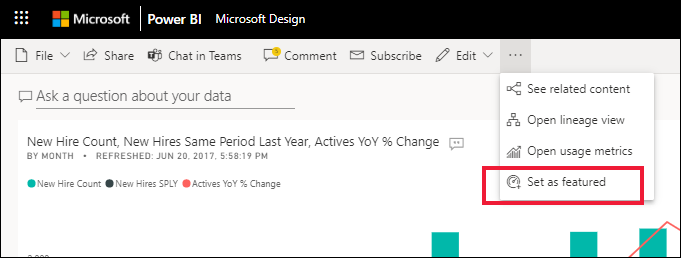 Microsoft Power BI Microsoft Design
File Share Chat in Teams 5 Comment Subscribe Edit ...
See related content
Open lineage view
Open usage metrics
Set as featured
Ask a question about your data
New Hire Count, New Hires Same Period Last Year, Actives YoY % Change
BY MONTH • REFRESHED: JUN 20, 2017, 5:58:19 PM
New Hire Count New Hires SPLY Actives YoY % Change